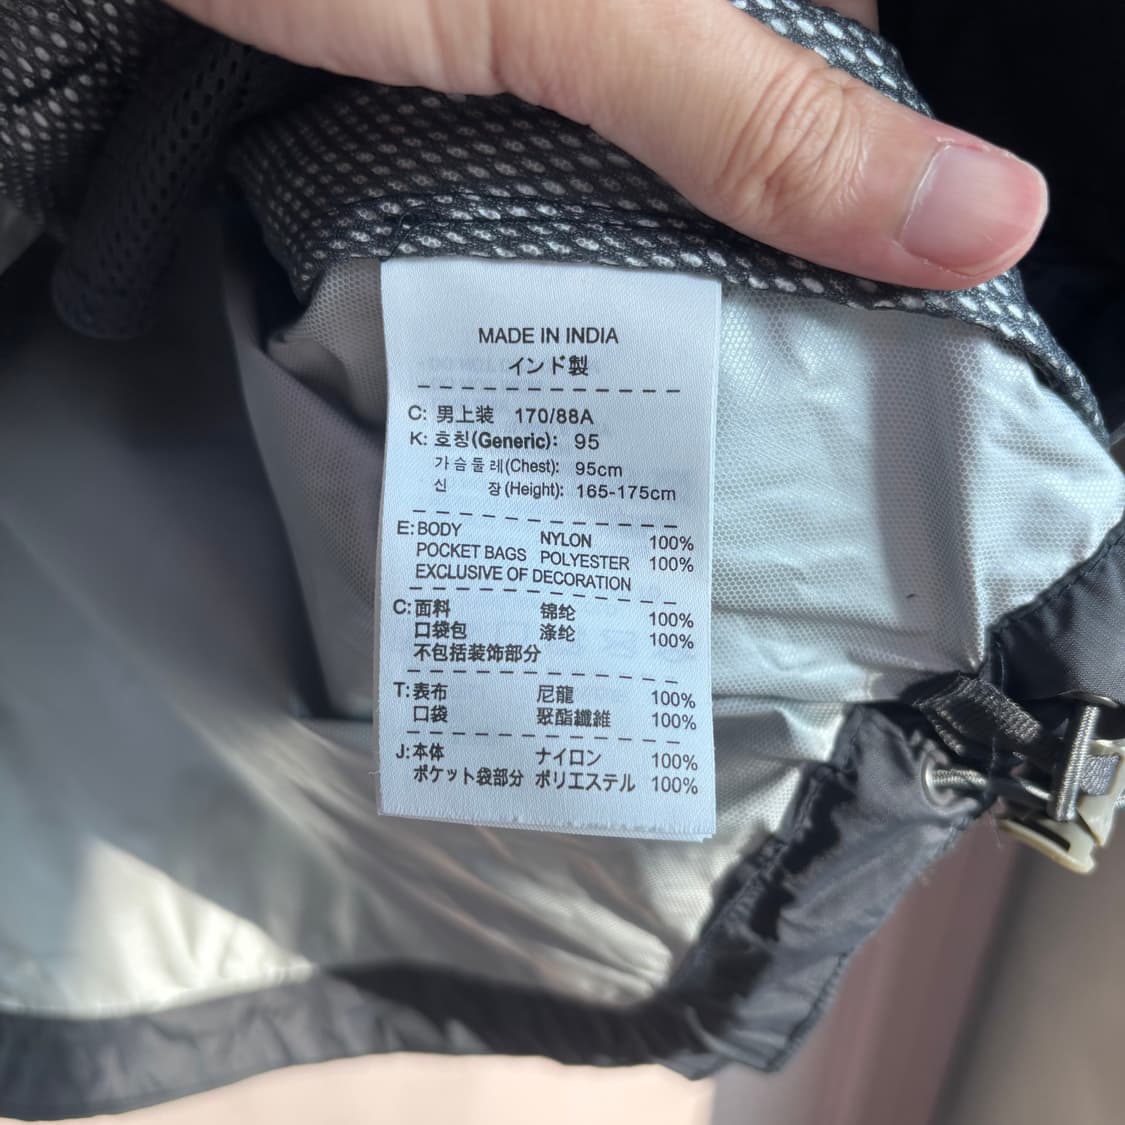 MADE IN INDIA
インド製
C: 男上装 170/88A
K: 호칭(Generic): 95
가슴둘레(Chest): 95cm
신 장(Height): 165-175cm
E: BODY NYLON 100%
POCKET BAGS POLYESTER 100%
EXCLUSIVE OF DECORATION
C: 面料 锦纶 100%
口袋包 涤纶 100%
不包括装饰部分
T: 表布 尼龍 100%
口袋 聚酯纖維 100%
J: 本体 ナイロン 100%
ポケット袋部分 ポリエステル 100%